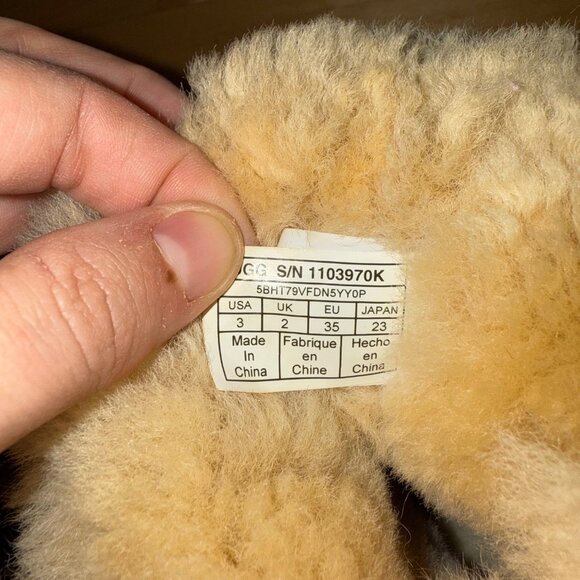 GG S/N 1103970K
5BHT79VFDN5YY0P
USA UK EU JAPAN
3 2 35 23
Made Fabrique Hecho
In en en
China Chine China